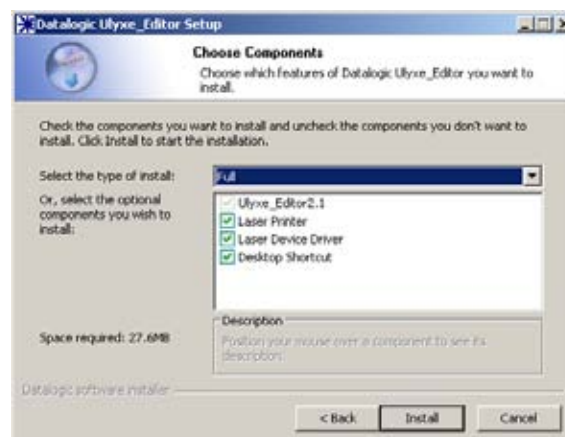 Datalogic Ulyxe_Editor Setup
Choose Components
Choose which features of Datalogic Ulyxe_Editor you want to
install.
Check the components you want to install and uncheck the components you don't want to
install. Click Install to start the installation.
Select the type of install:
Full
Or, select the optional
components you wish to
install:
Ulyxe_Editor2.1
Laser Printer
Laser Device Driver
Desktop Shortcut
Space required: 27.6MB
Description
Position your mouse over a component to see its
description.
Datalogic software installer
< Back
Install
Cancel